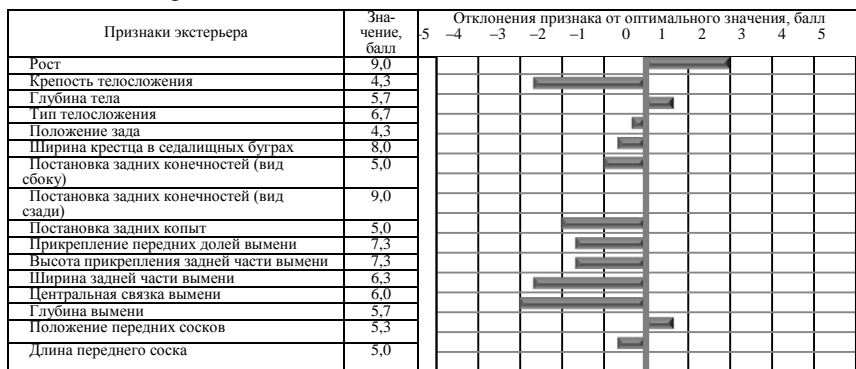 Признаки экстерьера
Зна-
чение,
балл
Отклонения признака от оптимального значения, балл
-5 –4 –3 –2 –1 0 1 2 3 4 5
Рост 9,0
Крепость телосложения 4,3
Глубина тела 5,7
Тип телосложения 6,7
Положение зада 4,3
Ширина крестца в седалищных буграх 8,0
Постановка задних конечностей (вид
сбоку) 5,0
Постановка задних конечностей (вид
сзади) 9,0
Постановка задних копыт 5,0
Прикрепление передних долей вымени 7,3
Высота прикрепления задней части вымени 7,3
Ширина задней части вымени 6,3
Центральная связка вымени 6,0
Глубина вымени 5,7
Положение передних сосков 5,3
Длина переднего соска 5,0